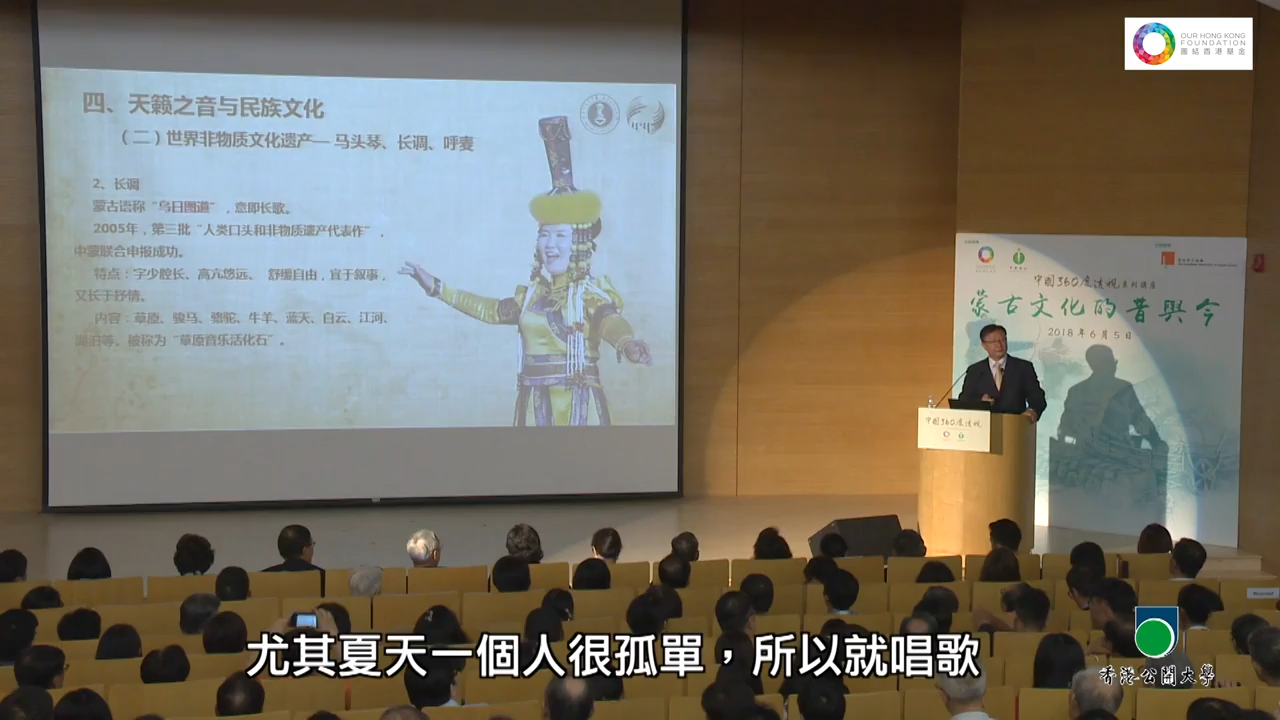 OUR HONG KONG
FOUNDATION
團結香港基金
四、天籁之音与民族文化
（二）世界非物质文化遗产— 马头琴、长调、呼麦
2、长调
蒙古语称“乌日图道”，意即长歌。
2005年，第三批“人类口头和非物质遗产代表作”，
中蒙联合申报成功。
特点：字少腔长、高亢悠远、 舒缓自由，宜于叙事，
又长于抒情。
内容：草原、骏马、骆驼、牛羊、蓝天、白云、江河、
湖泊等，被称为“草原音乐活化石”。
中國360度透視系列講座
蒙古文化的昔與今
2018年6月5日
中國360度透視
尤其夏天一個人很孤單，所以就唱歌
香港公開大學